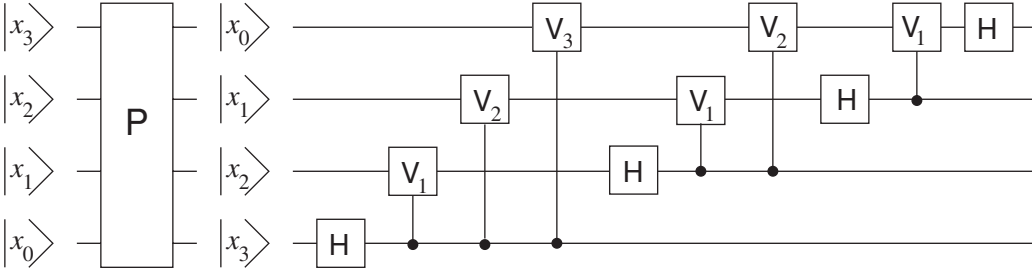 |x₃⟩ |x₀⟩ V₃ V₂ V₁ H
|x₂⟩ P |x₁⟩ V₂ V₁ H
|x₁⟩ |x₂⟩ V₁ H
|x₀⟩ |x₃⟩ H